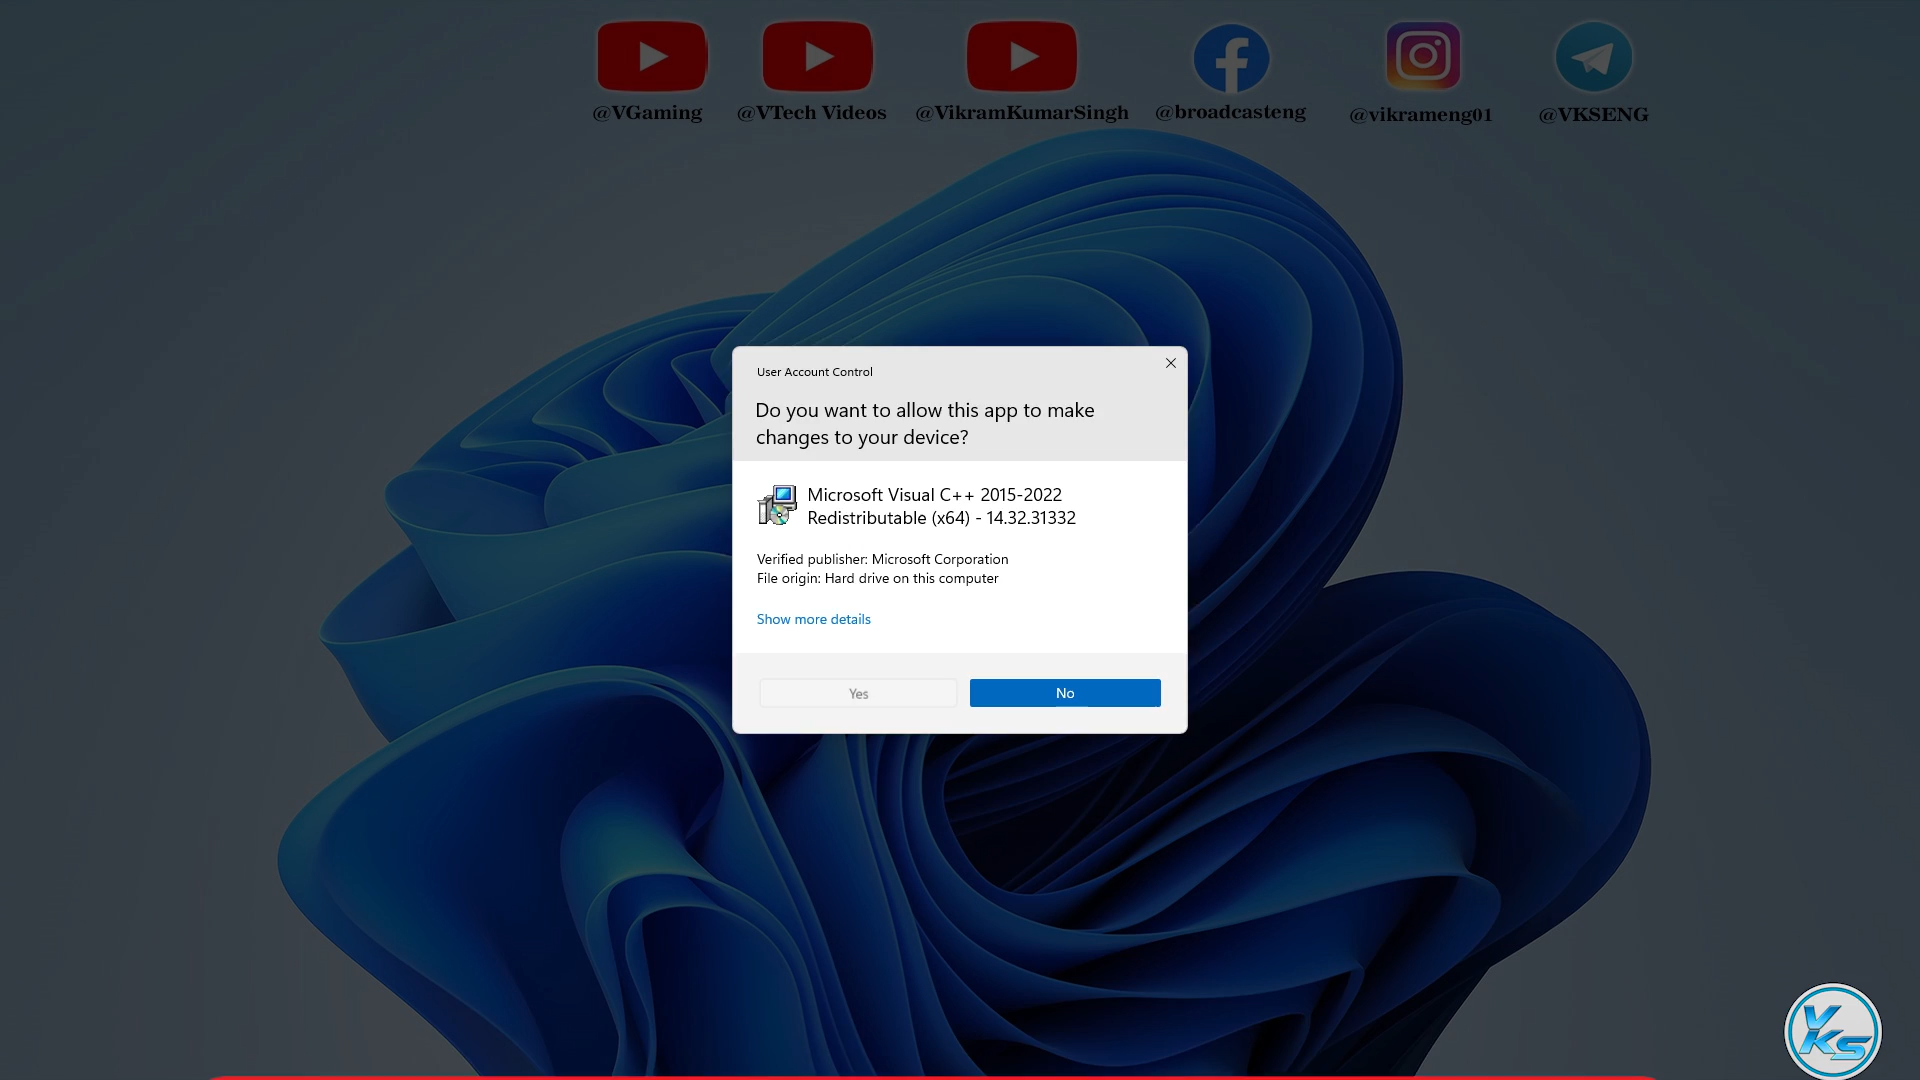 @VGaming
@VTech Videos
@VikramKumarSingh
@broadcasteng
@vikrameng01
@VKSENG
User Account Control
Do you want to allow this app to make
changes to your device?
Microsoft Visual C++ 2015-2022
Redistributable (x64) - 14.32.31332
Verified publisher: Microsoft Corporation
File origin: Hard drive on this computer
Show more details
Yes
No
VKS